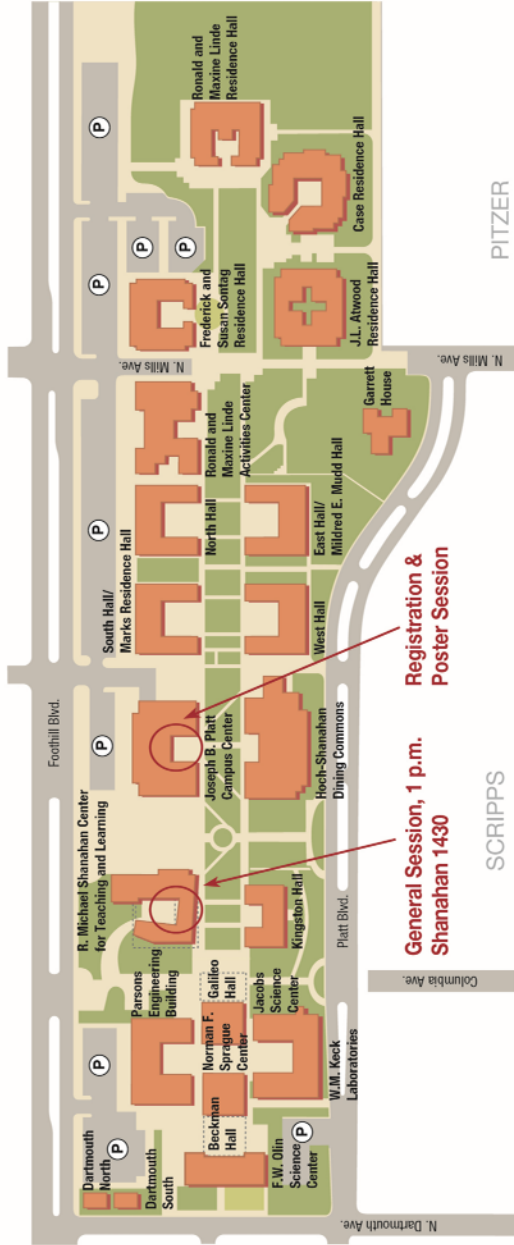 Foothill Blvd.
P
P
P
P
P
P
P
P
Dartmouth
North
Dartmouth
South
Parsons
Engineering
Building
R. Michael Shanahan Center
for Teaching and Learning
Beckman
Hall
Norman F.
Sprague
Center
Galileo
Hall
F.W. Olin
Science
Center
W.M. Keck
Laboratories
Jacobs
Science
Center
Kingston Hall
Joseph B. Platt
Campus Center
Hoch-Shanahan
Dining Commons
South Hall/
Marks Residence Hall
North Hall
West Hall
East Hall/
Mildred E. Mudd Hall
Ronald and
Maxine Linde
Activities Center
Garrett
House
N. Mills Ave.
Frederick and
Susan Sontag
Residence Hall
J.L. Atwood
Residence Hall
Ronald and
Maxine Linde
Residence Hall
Case Residence Hall
N. Dartmouth Ave.
Platt Blvd.
Columbia Ave.
N. Mills Ave.
General Session, 1 p.m.
Shanahan 1430
Registration &
Poster Session
SCRIPPS
PITZER